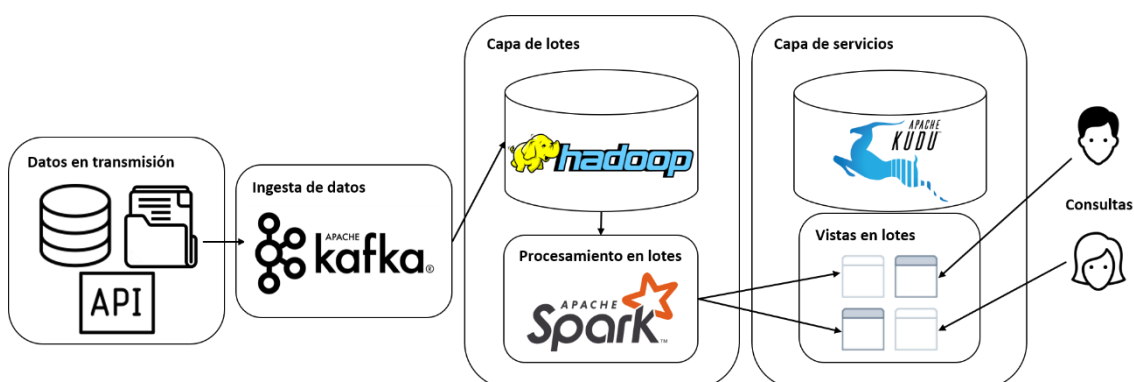 Datos en transmisión
API
Ingesta de datos
APACHE
kafka®
Capa de lotes
hadoop
Procesamiento en lotes
APACHE
Spark™
Capa de servicios
APACHE
KUDU
Vistas en lotes
Consultas